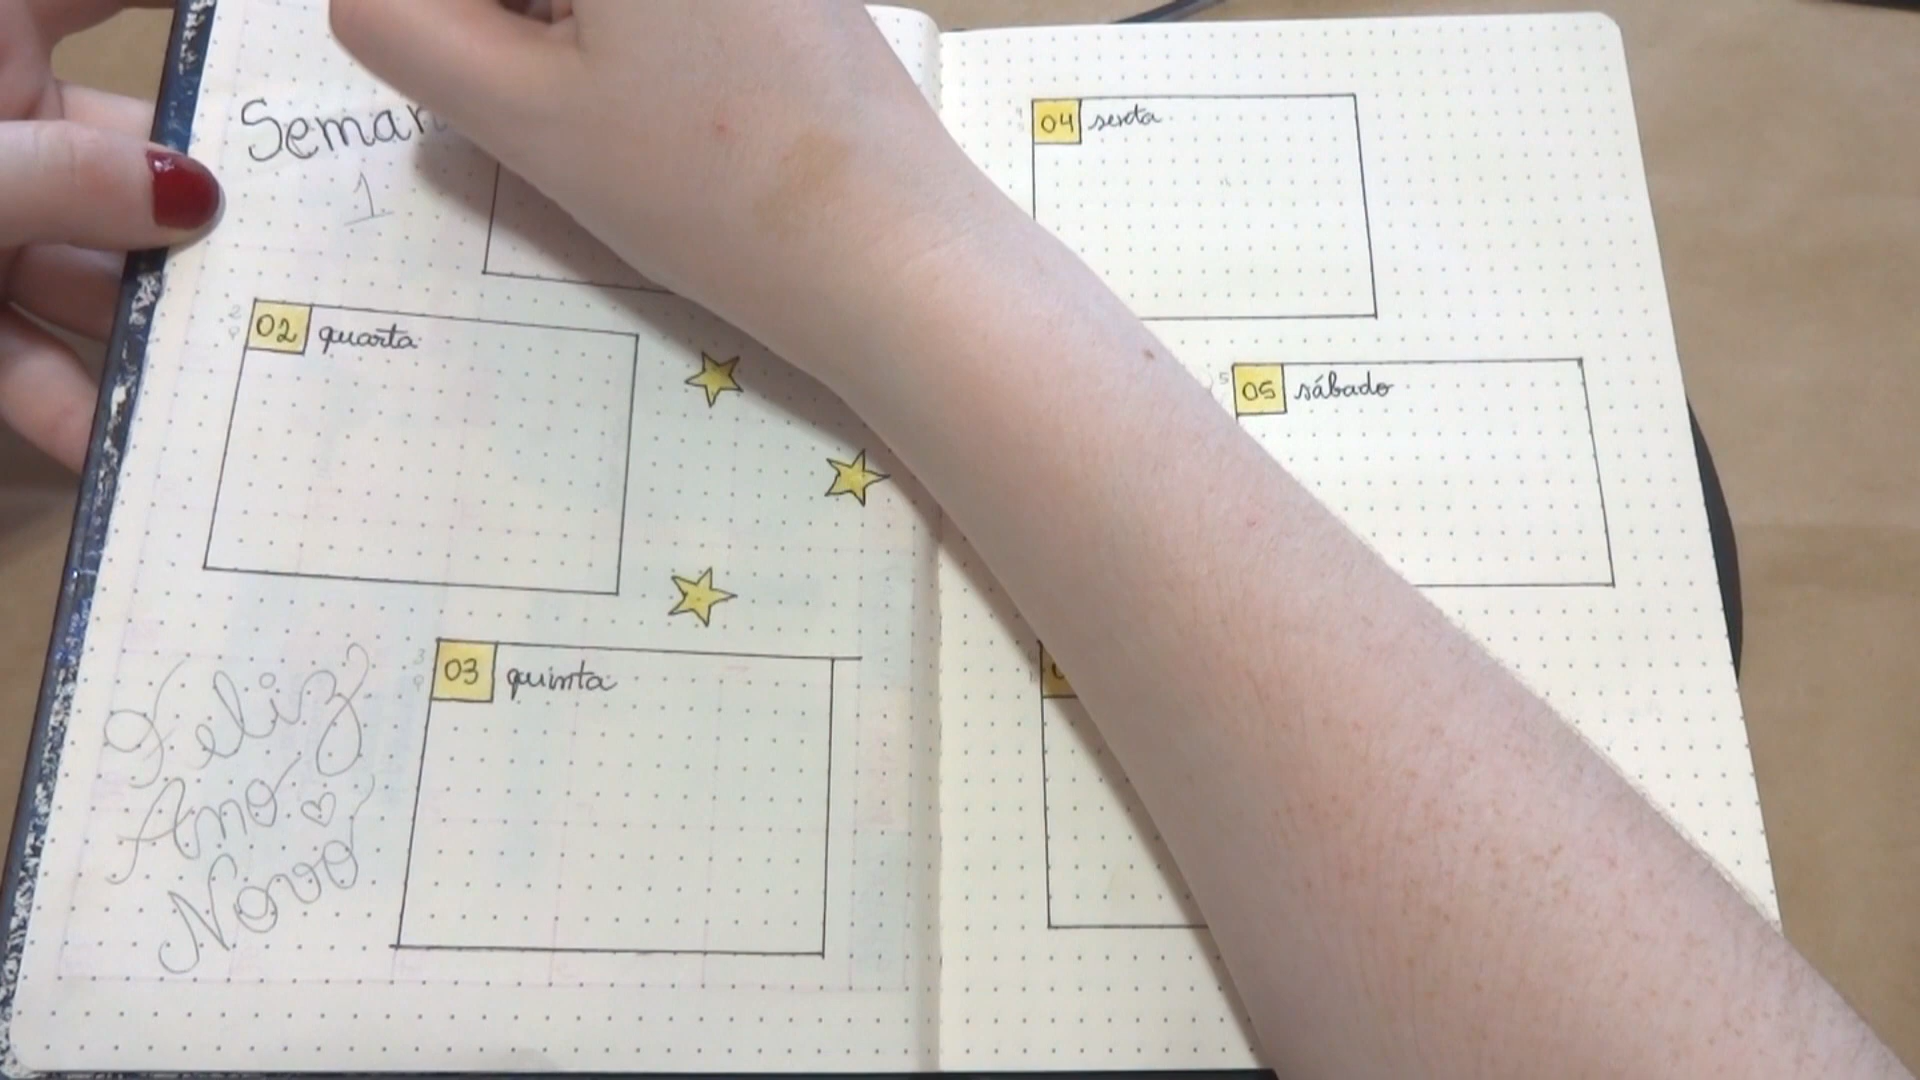 Seman
1
02 quarta
03 quinta
Feliz
Ano
Novo
04 sexta
05 sábado